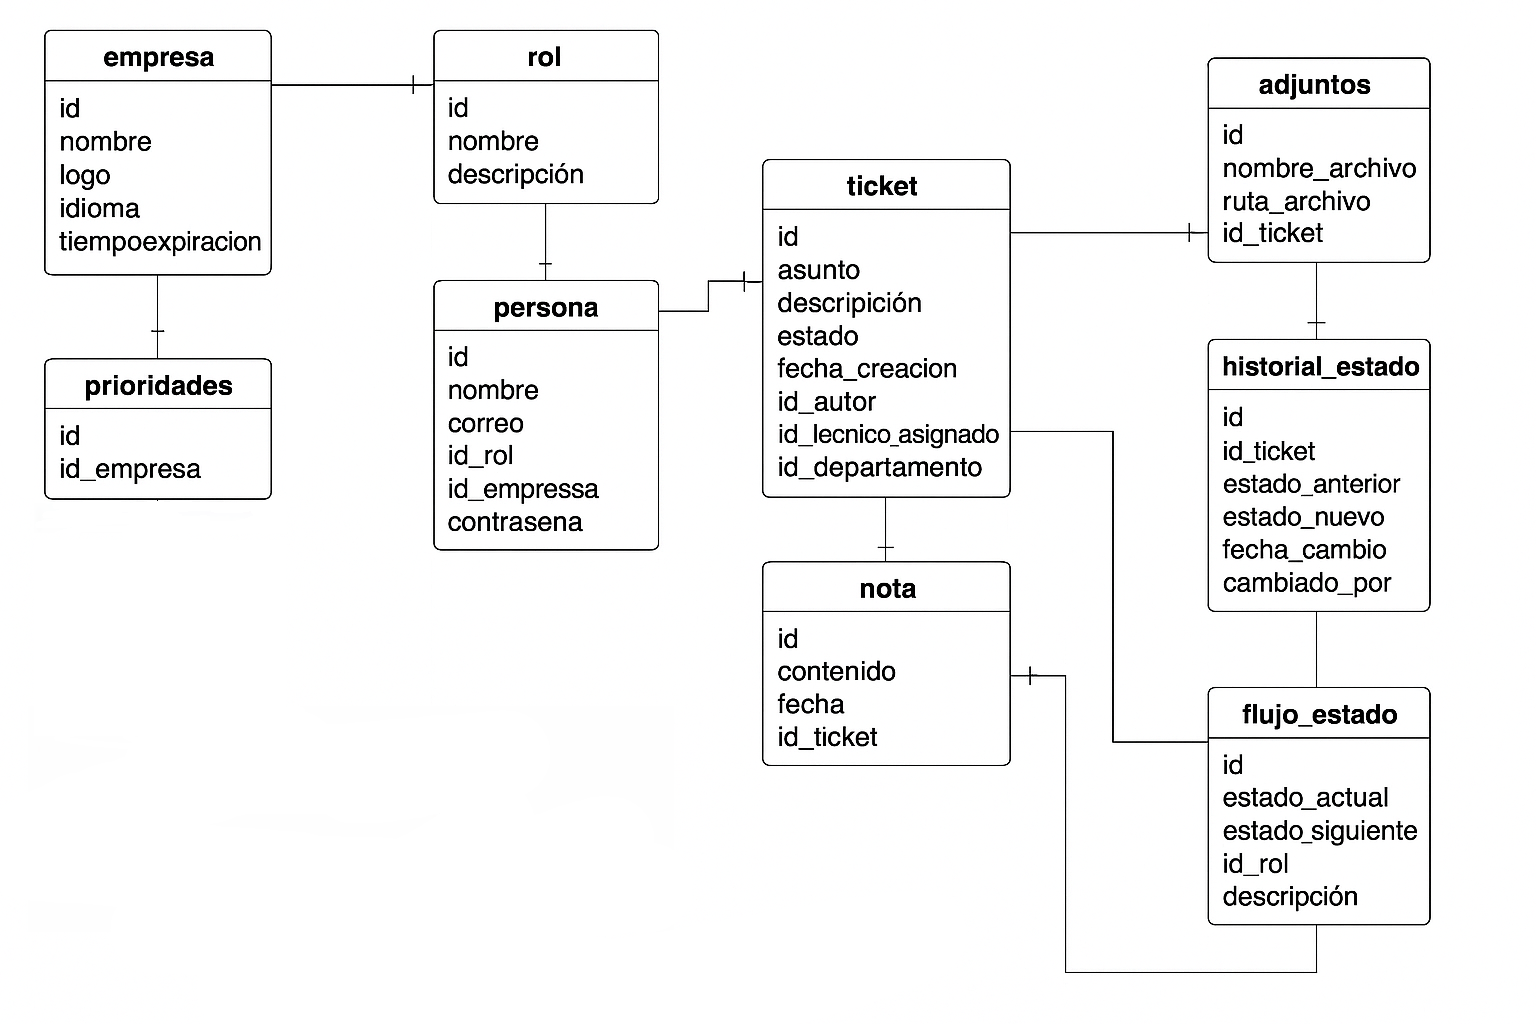 empresa
id
nombre
logo
idioma
tiempoexpiracion
prioridades
id
id_empresa
rol
id
nombre
descripción
persona
id
nombre
correo
id_rol
id_empressa
contrasena
ticket
id
asunto
descripición
estado
fecha_creacion
id_autor
id_lecnico_asignado
id_departamento
nota
id
contenido
fecha
id_ticket
adjuntos
id
nombre_archivo
ruta_archivo
id_ticket
historial_estado
id
id_ticket
estado_anterior
estado_nuevo
fecha_cambio
cambiado_por
flujo_estado
id
estado_actual
estado_siguiente
id_rol
descripción